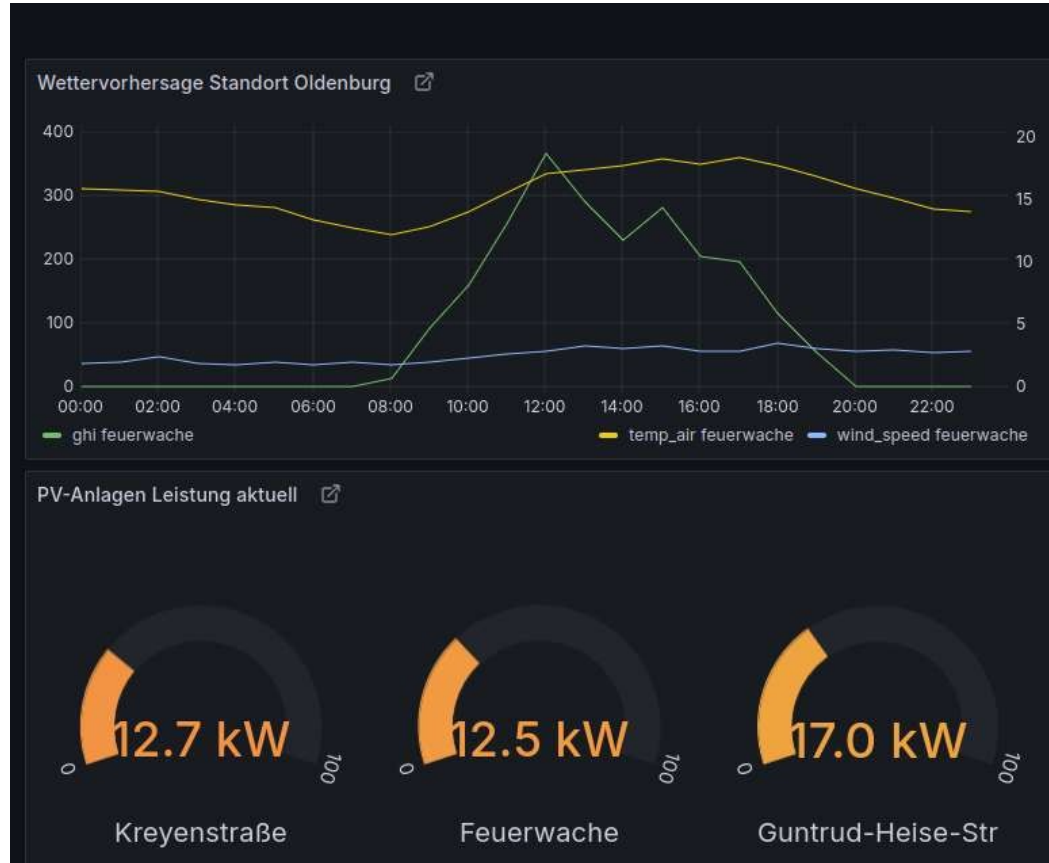 Wettervorhersage Standort Oldenburg
400
300
200
100
0
20
15
10
5
0
00:00 02:00 04:00 06:00 08:00 10:00 12:00 14:00 16:00 18:00 20:00 22:00
ghi feuerwache temp_air feuerwache wind_speed feuerwache
PV-Anlagen Leistung aktuell
12.7 kW 12.5 kW 17.0 kW
0 100 0 100 0 100
Kreyenstraße Feuerwache Guntrud-Heise-Str